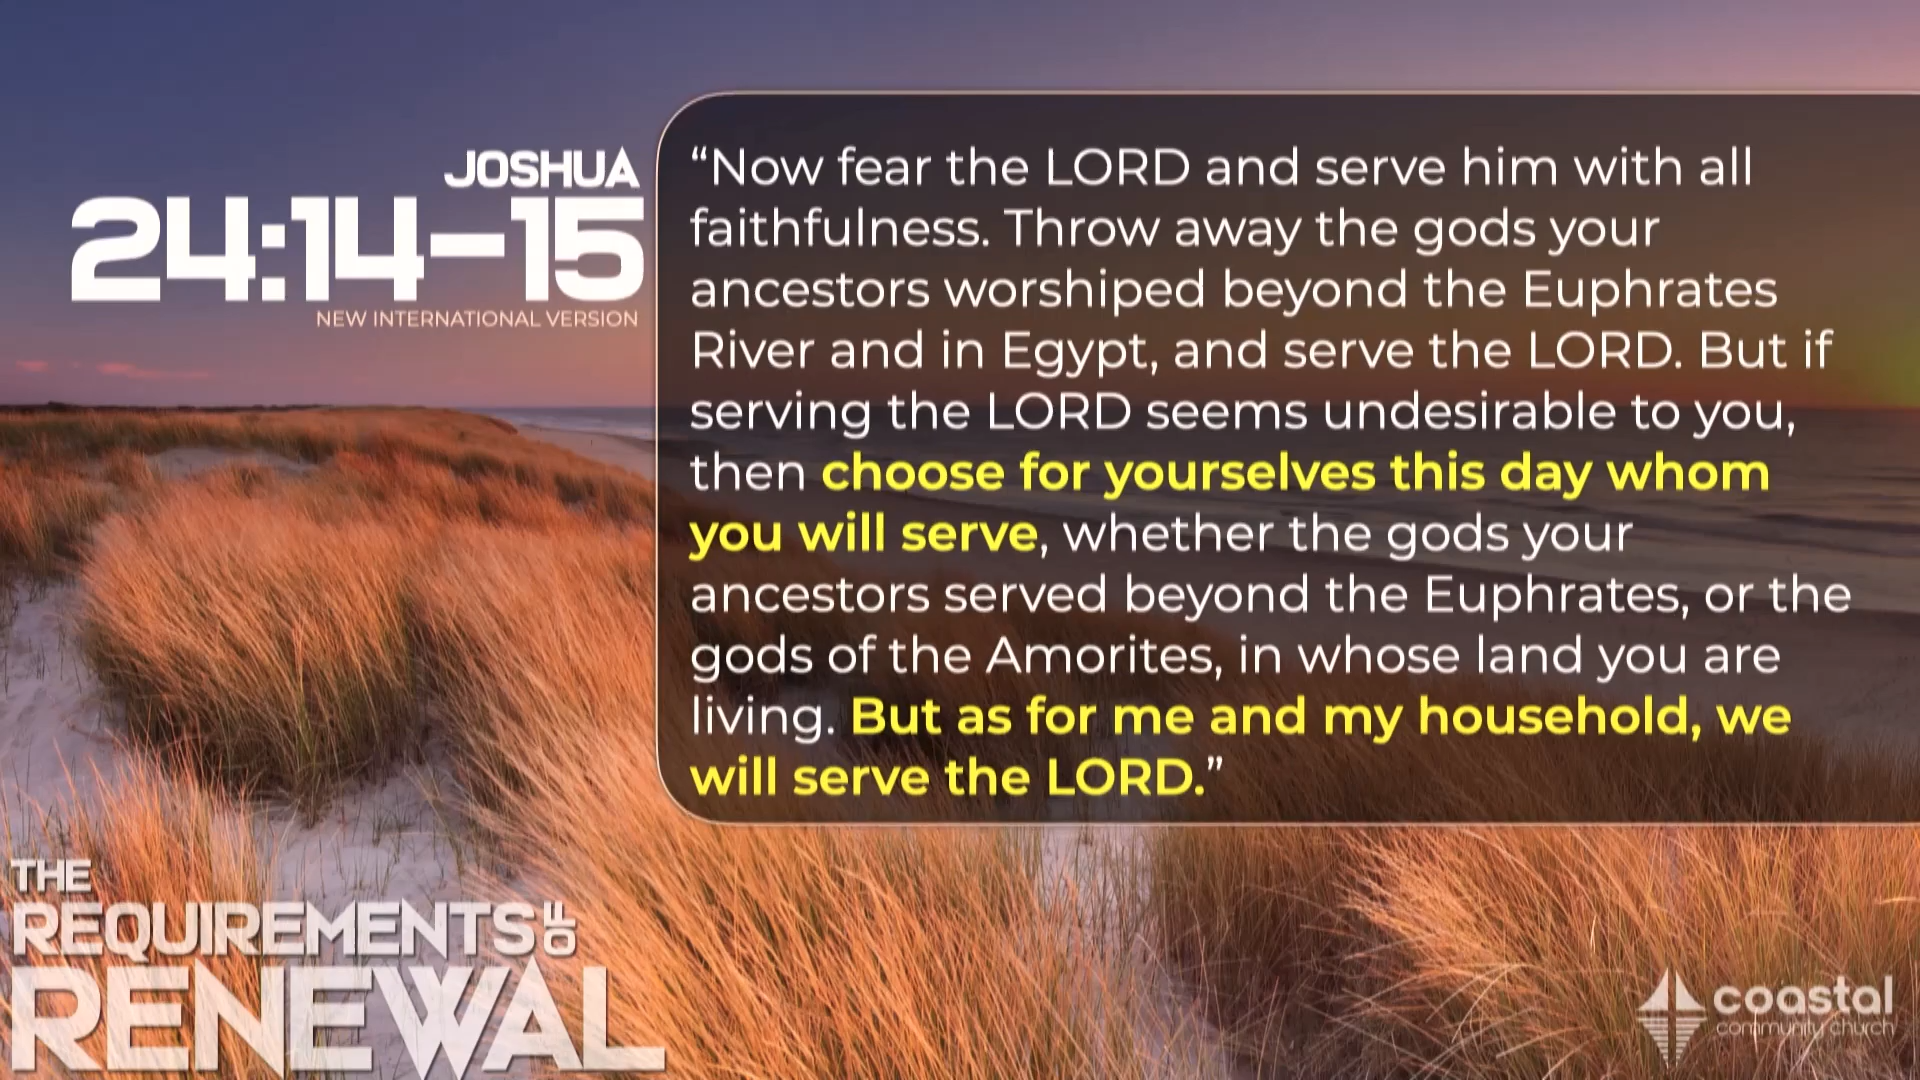 JOSHUA
24:14–15
NEW INTERNATIONAL VERSION
“Now fear the LORD and serve him with all
faithfulness. Throw away the gods your
ancestors worshiped beyond the Euphrates
River and in Egypt, and serve the LORD. But if
serving the LORD seems undesirable to you,
then choose for yourselves this day whom
you will serve, whether the gods your
ancestors served beyond the Euphrates, or the
gods of the Amorites, in whose land you are
living. But as for me and my household, we
will serve the LORD.”
THE
REQUIREMENTS OF
RENEWAL
coastal
community church